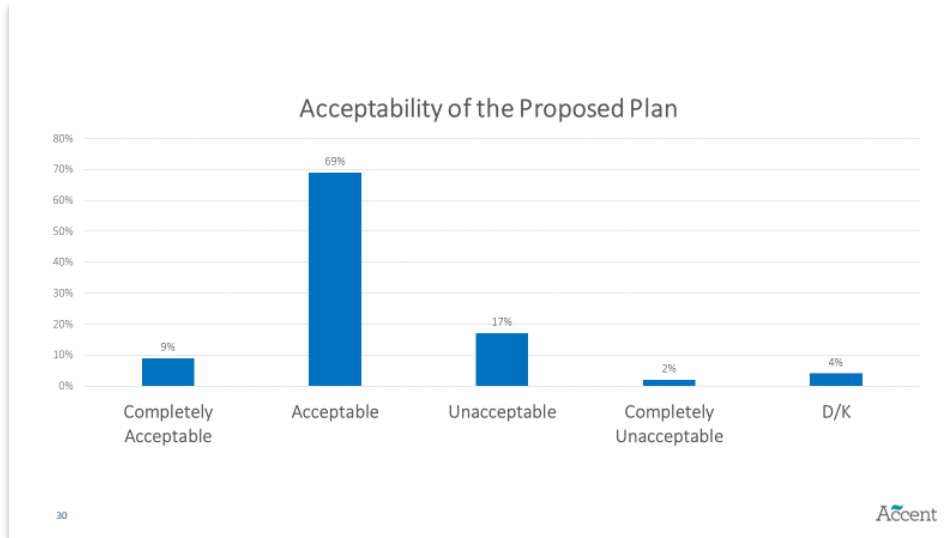 Acceptability of the Proposed Plan
80%
70%
60%
50%
40%
30%
20%
10%
0%
9%
69%
17%
2%
4%
Completely
Acceptable
Acceptable
Unacceptable
Completely
Unacceptable
D/K
30
Accent